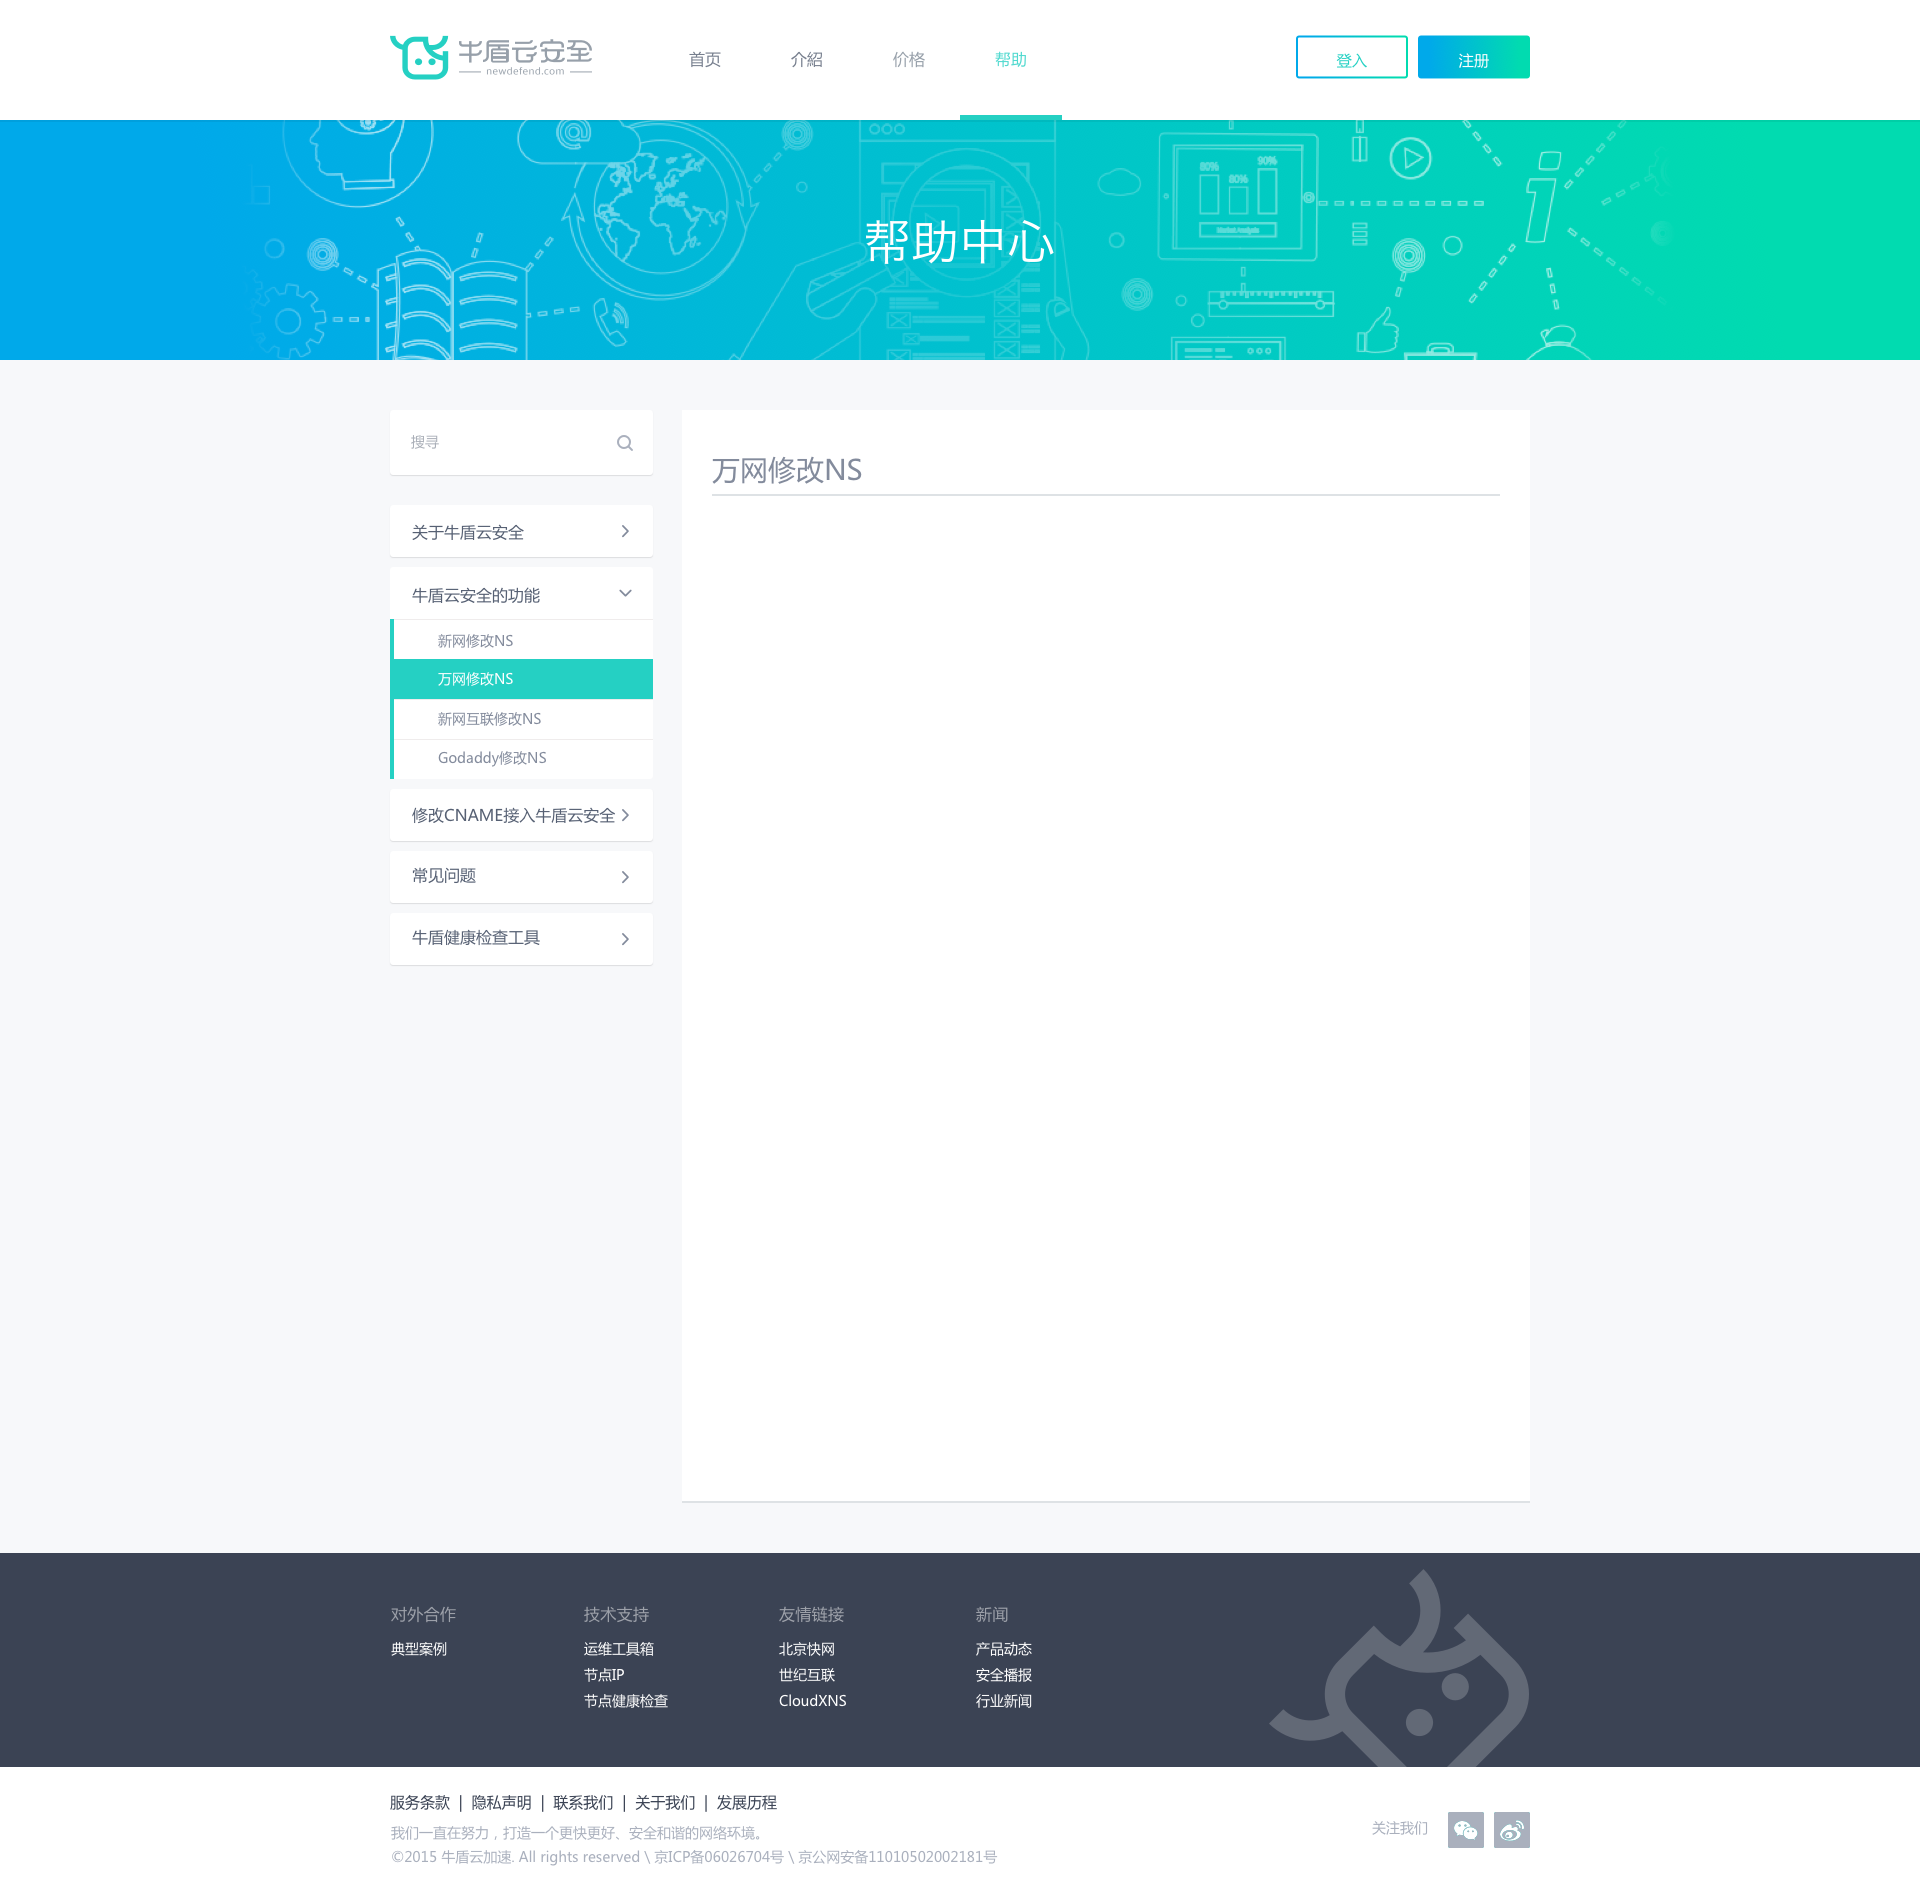 牛盾云安全
newdefend.com
首页
介紹
价格
帮助
登入
注册
80%
80%
90%
Market Analysis
帮助中心
搜寻
关于牛盾云安全
牛盾云安全的功能
新网修改NS
万网修改NS
新网互联修改NS
Godaddy修改NS
修改CNAME接入牛盾云安全
常见问题
牛盾健康检查工具
万网修改NS
对外合作
典型案例
技术支持
运维工具箱
节点IP
节点健康检查
友情链接
北京快网
世纪互联
CloudXNS
新闻
产品动态
安全播报
行业新闻
服务条款 | 隐私声明 | 联系我们 | 关于我们 | 发展历程
我们一直在努力，打造一个更快更好、安全和谐的网络环境。
©2015 牛盾云加速. All rights reserved \ 京ICP备06026704号 \ 京公网安备11010502002181号
关注我们